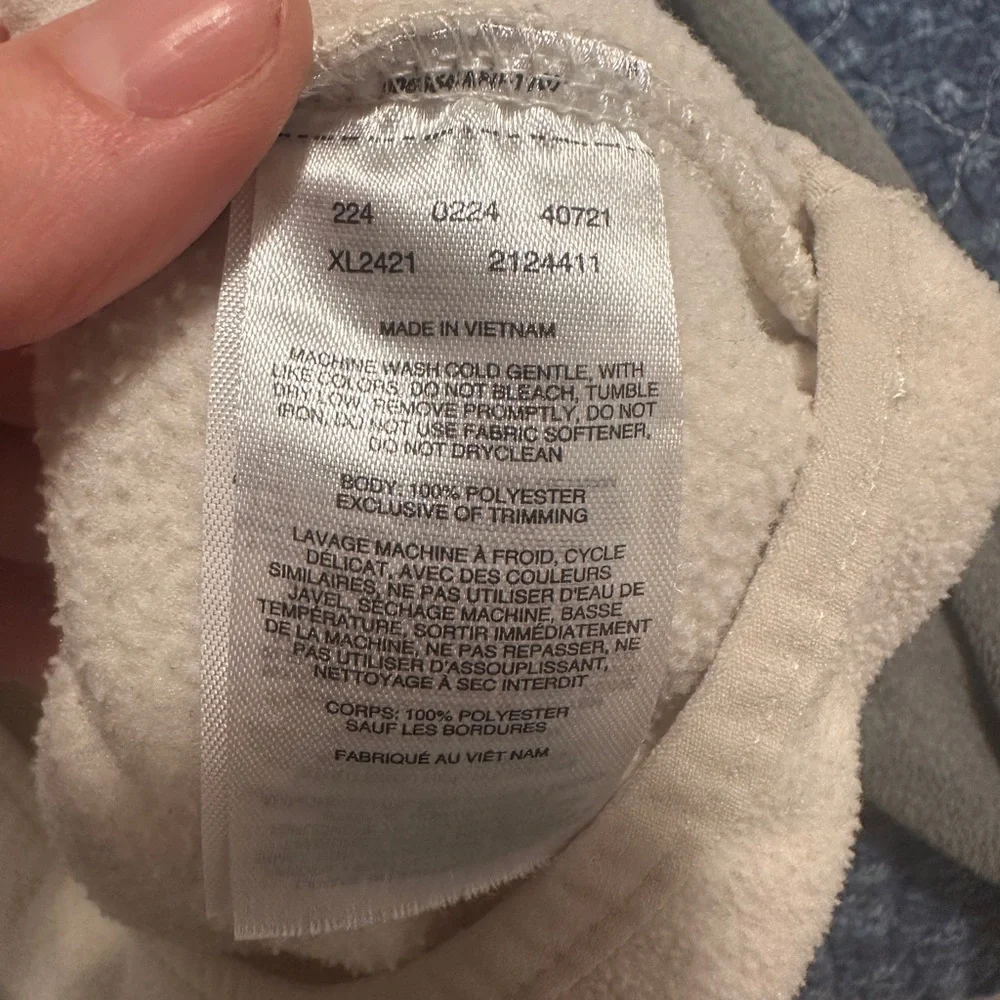 224 0224 40721
XL2421 2124411
MADE IN VIETNAM
MACHINE WASH COLD GENTLE, WITH
LIKE COLORS, DO NOT BLEACH, TUMBLE
DRY LOW, REMOVE PROMPTLY, DO NOT
IRON, DO NOT USE FABRIC SOFTENER,
DO NOT DRYCLEAN
BODY: 100% POLYESTER
EXCLUSIVE OF TRIMMING
LAVAGE MACHINE À FROID, CYCLE
DÉLICAT, AVEC DES COULEURS
SIMILAIRES, NE PAS UTILISER D'EAU DE
JAVEL, SÉCHAGE MACHINE, BASSE
TEMPÉRATURE, SORTIR IMMÉDIATEMENT
DE LA MACHINE, NE PAS REPASSER, NE
PAS UTILISER D'ASSOUPLISSANT,
NETTOYAGE À SEC INTERDIT
CORPS: 100% POLYESTER
SAUF LES BORDURES
FABRIQUÉ AU VIÊT NAM